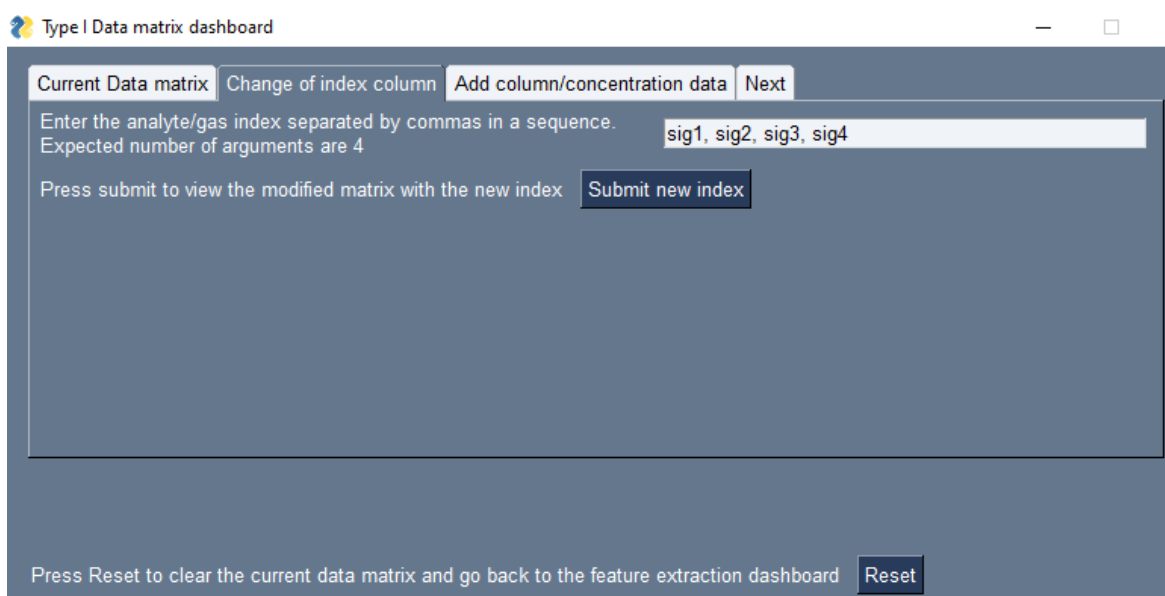 Type I Data matrix dashboard
Current Data matrix Change of index column Add column/concentration data Next
Enter the analyte/gas index separated by commas in a sequence.
Expected number of arguments are 4
sig1, sig2, sig3, sig4
Press submit to view the modified matrix with the new index Submit new index
Press Reset to clear the current data matrix and go back to the feature extraction dashboard Reset